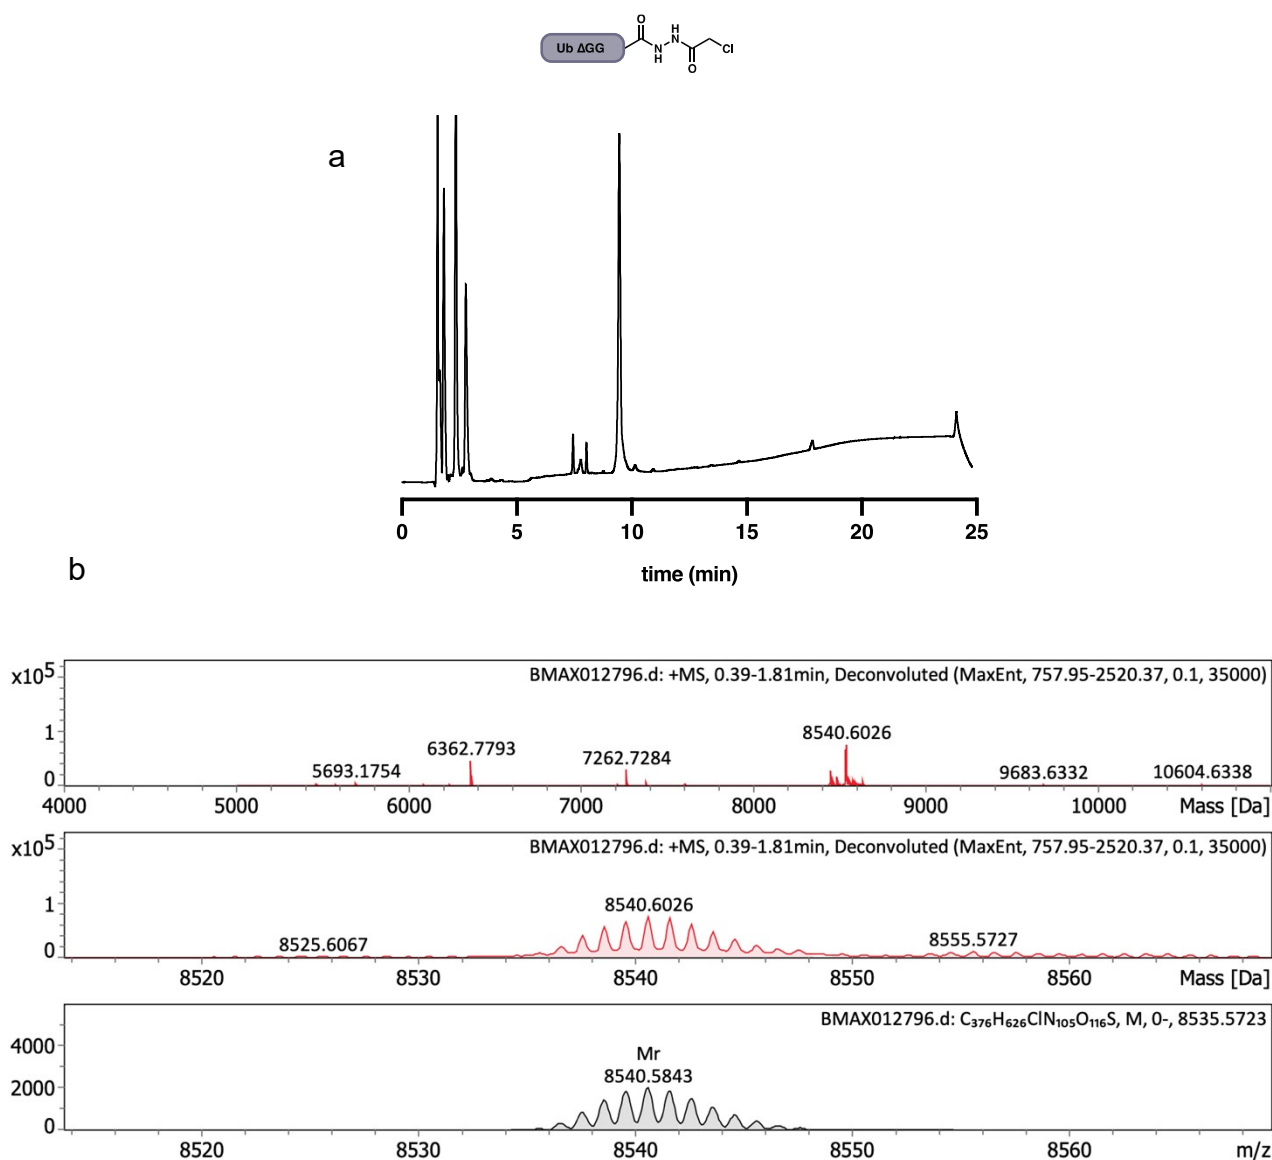 O
H
Ub ΔGG
N
N
Cl
H
O
a
0 5 10 15 20 25
time (min)
b
x10⁵
BMAX012796.d: +MS, 0.39-1.81min, Deconvoluted (MaxEnt, 757.95-2520.37, 0.1, 35000)
1
8540.6026
6362.7793
7262.7284
5693.1754
9683.6332
10604.6338
0
4000 5000 6000 7000 8000 9000 10000 Mass [Da]
x10⁵
BMAX012796.d: +MS, 0.39-1.81min, Deconvoluted (MaxEnt, 757.95-2520.37, 0.1, 35000)
1
8540.6026
8525.6067
8555.5727
0
8520 8530 8540 8550 8560 Mass [Da]
BMAX012796.d: C₃₇₆H₆₂₆ClN₁₀₅O₁₁₆S, M, 0-, 8535.5723
4000
Mr
8540.5843
2000
0
8520 8530 8540 8550 8560 m/z